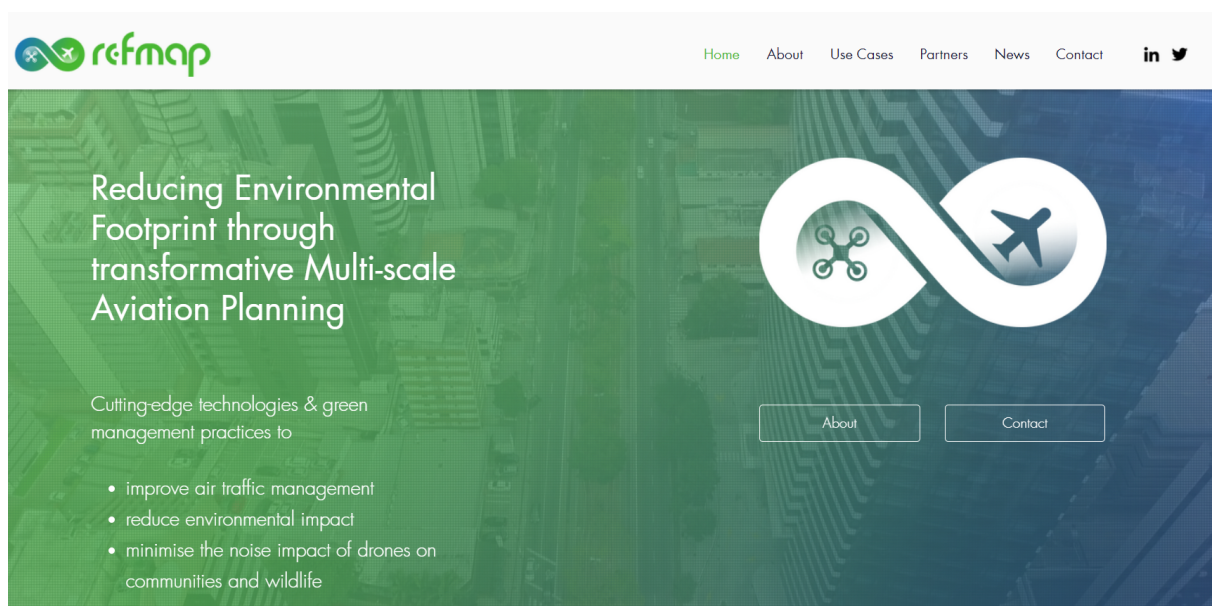 refmap
Home About Use Cases Partners News Contact in
Reducing Environmental
Footprint through
transformative Multi-scale
Aviation Planning
Cutting-edge technologies & green
management practices to
• improve air traffic management
• reduce environmental impact
• minimise the noise impact of drones on
communities and wildlife
About Contact